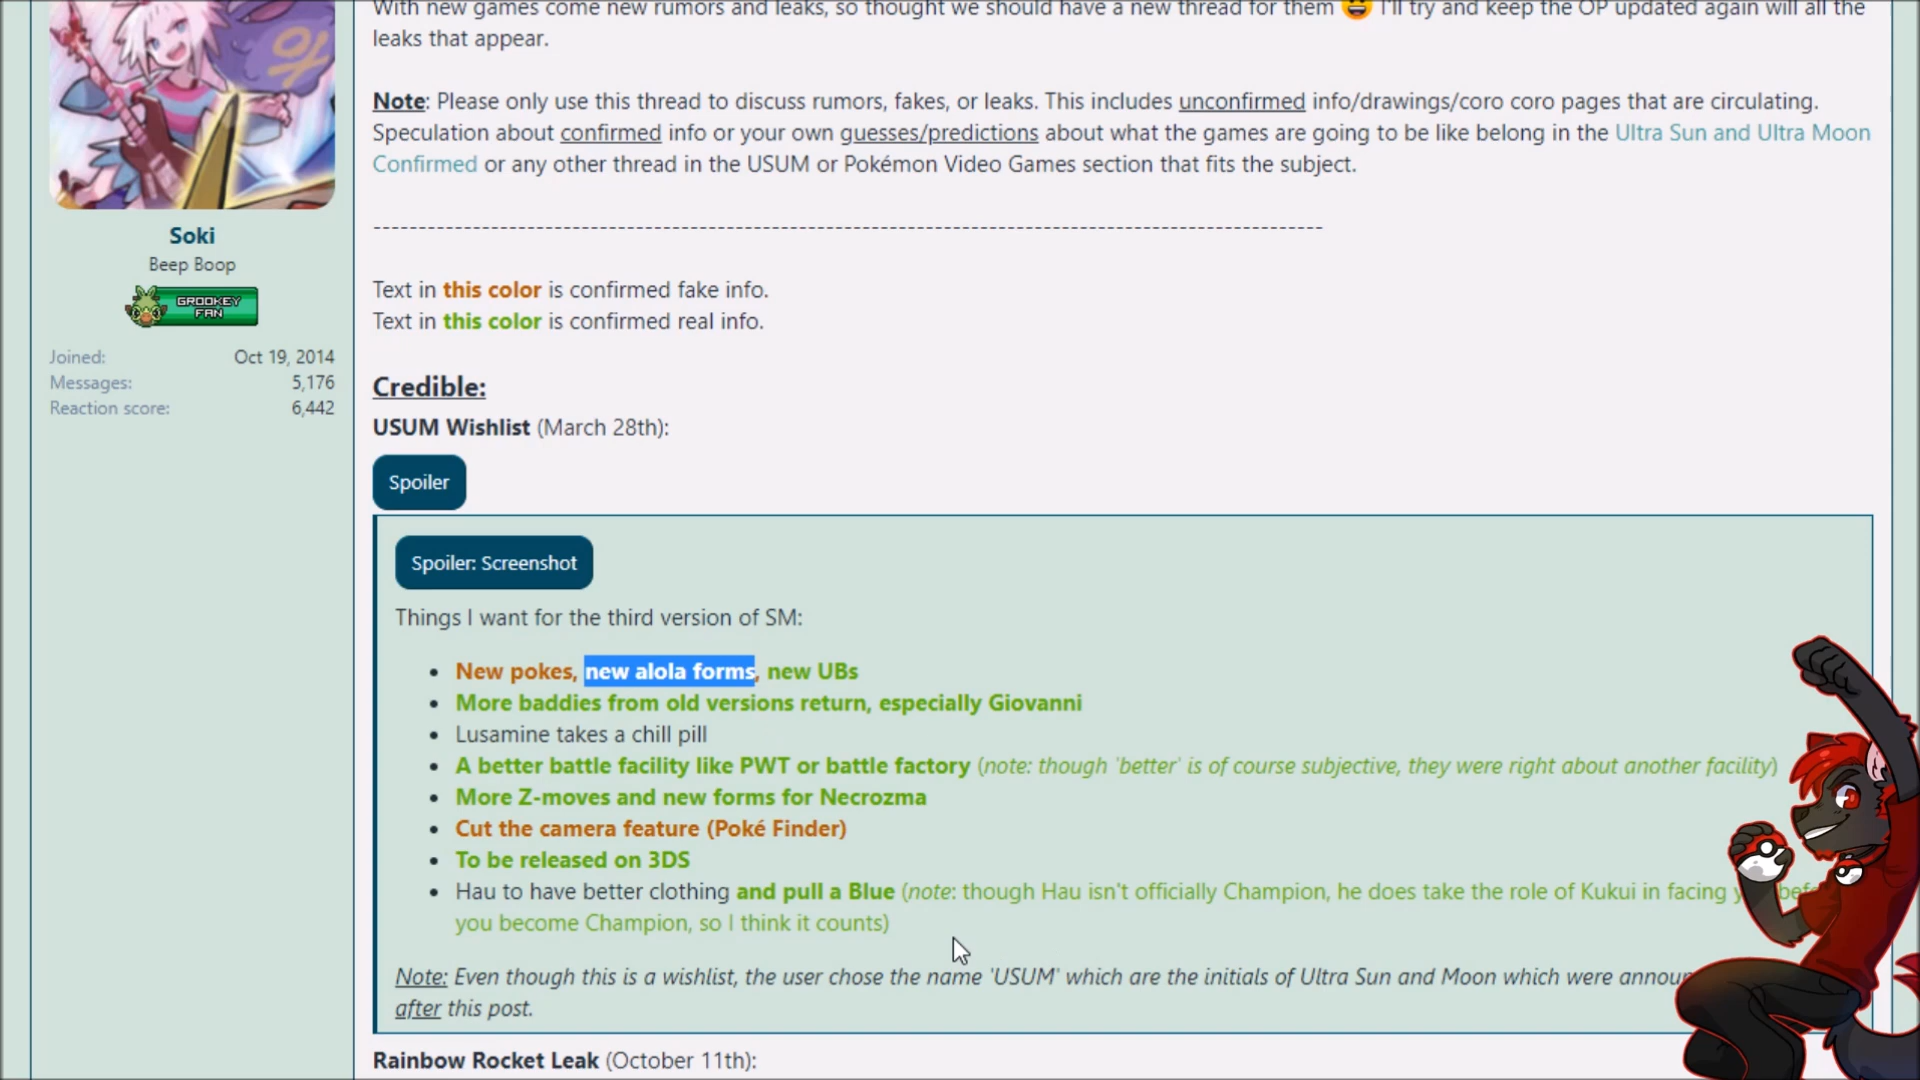 With new games come new rumors and leaks, so thought we should have a new thread for them 😀 I'll try and keep the OP updated again will all the
leaks that appear.
Note: Please only use this thread to discuss rumors, fakes, or leaks. This includes unconfirmed info/drawings/coro coro pages that are circulating.
Speculation about confirmed info or your own guesses/predictions about what the games are going to be like belong in the Ultra Sun and Ultra Moon
Confirmed or any other thread in the USUM or Pokémon Video Games section that fits the subject.
Soki
Beep Boop
GROOKEY
FAN
Joined: Oct 19, 2014
Messages: 5,176
Reaction score: 6,442
Text in this color is confirmed fake info.
Text in this color is confirmed real info.
Credible:
USUM Wishlist (March 28th):
Spoiler
Spoiler: Screenshot
Things I want for the third version of SM:
• New pokes, new alola forms, new UBs
• More baddies from old versions return, especially Giovanni
• Lusamine takes a chill pill
• A better battle facility like PWT or battle factory (note: though 'better' is of course subjective, they were right about another facility)
• More Z-moves and new forms for Necrozma
• Cut the camera feature (Poké Finder)
• To be released on 3DS
• Hau to have better clothing and pull a Blue (note: though Hau isn't officially Champion, he does take the role of Kukui in facing
you become Champion, so I think it counts)
Note: Even though this is a wishlist, the user chose the name 'USUM' which are the initials of Ultra Sun and Moon which were
after this post.
Rainbow Rocket Leak (October 11th):